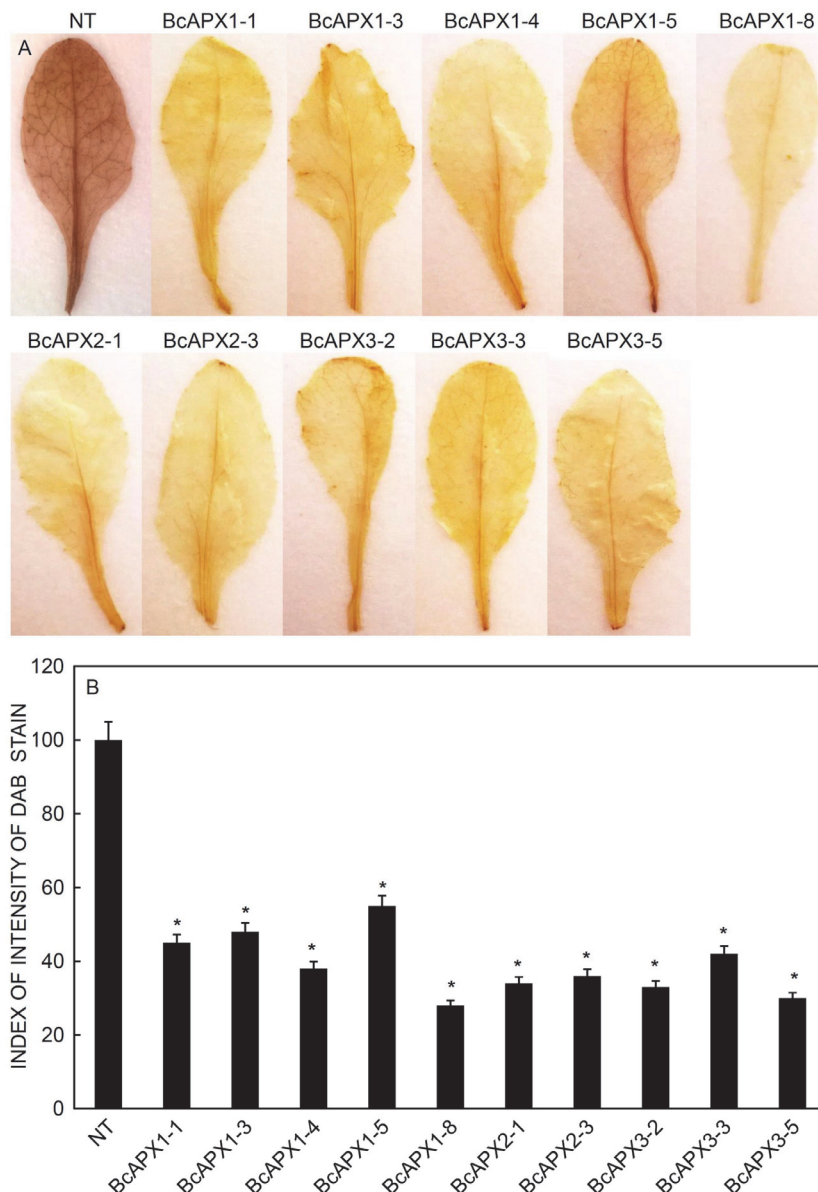 NT BcAPX1-1 BcAPX1-3 BcAPX1-4 BcAPX1-5 BcAPX1-8
A
BcAPX2-1 BcAPX2-3 BcAPX3-2 BcAPX3-3 BcAPX3-5
B
INDEX OF INTENSITY OF DAB STAIN
120
100
80
60
40
20
0
* * * * * * * * * *
NT BcAPX1-1 BcAPX1-3 BcAPX1-4 BcAPX1-5 BcAPX1-8 BcAPX2-1 BcAPX2-3 BcAPX3-2 BcAPX3-3 BcAPX3-5